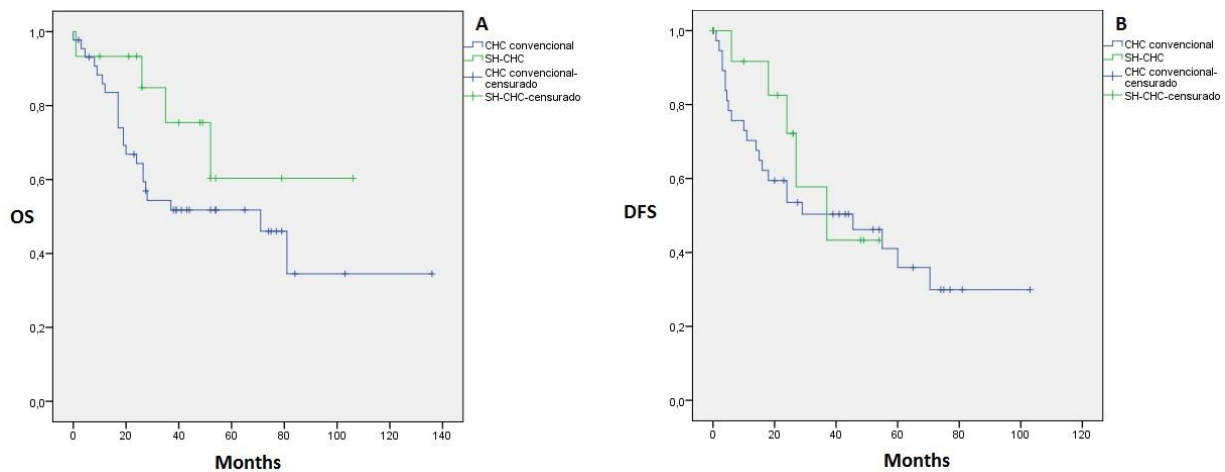 A
CHC convencional
SH-CHC
CHC convencional-
censurado
SH-CHC-censurado
OS
1,0
0,8
0,6
0,4
0,2
0,0
0 20 40 60 80 100 120 140
Months
B
CHC convencional
SH-CHC
CHC convencional-
censurado
SH-CHC-censurado
DFS
1,0
0,8
0,6
0,4
0,2
0,0
0 20 40 60 80 100 120
Months